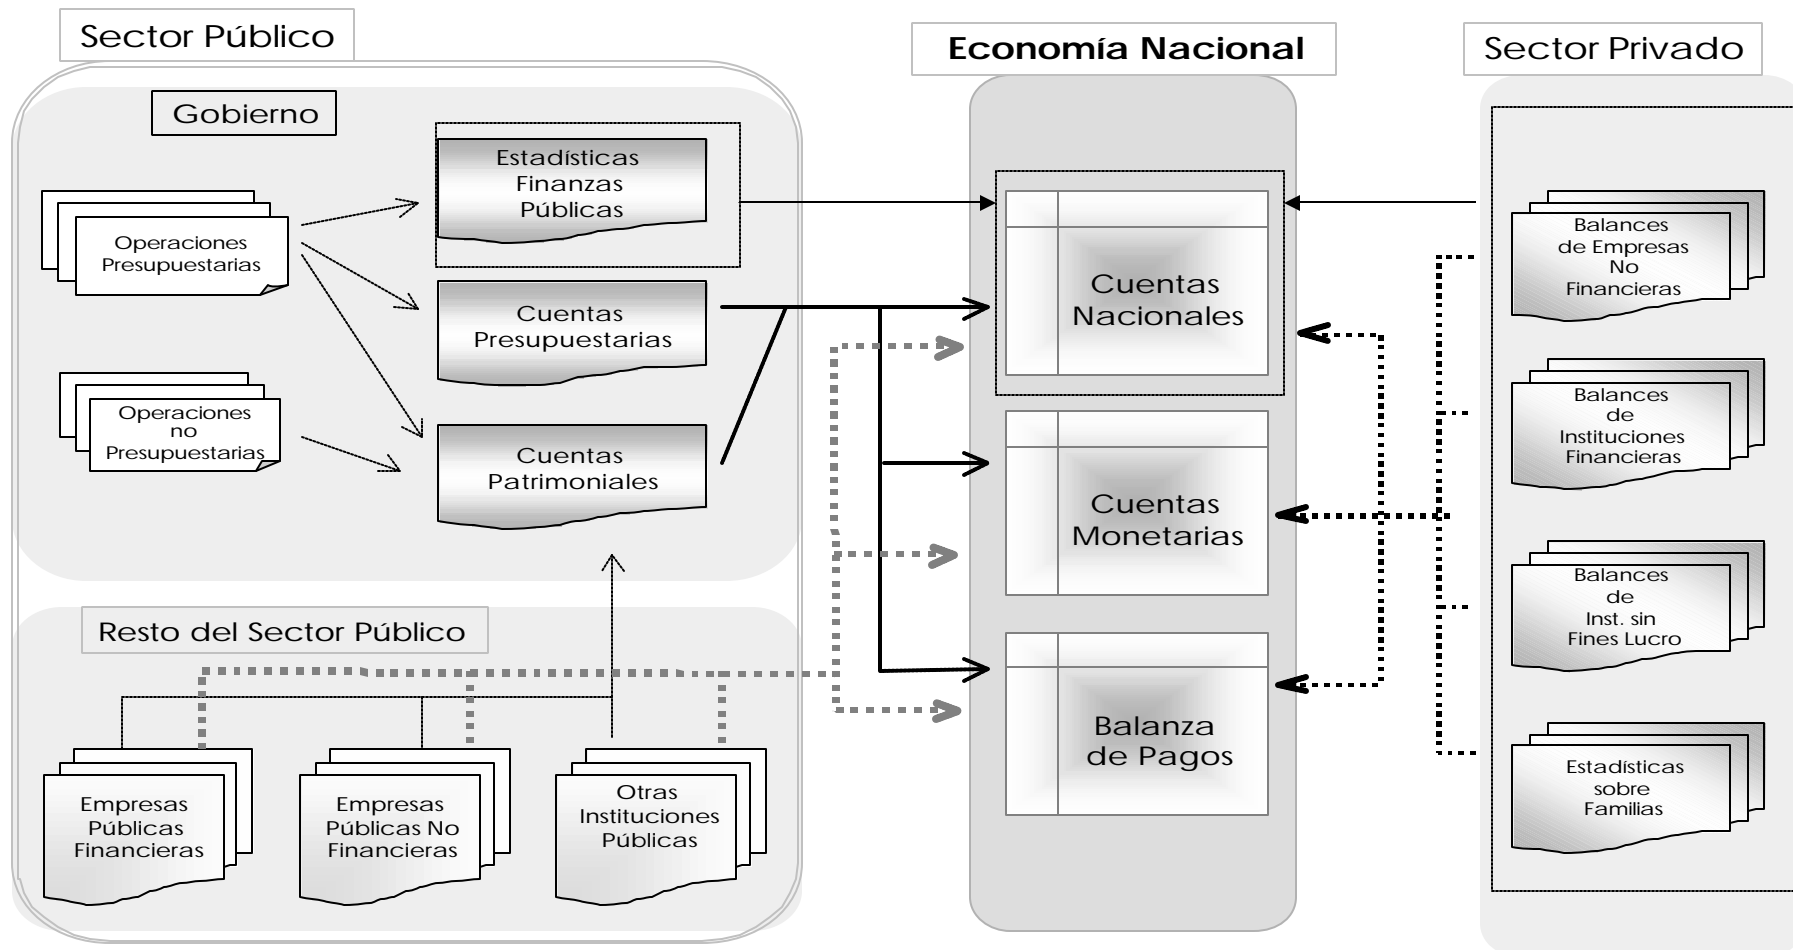 Sector Público
Economía Nacional
Sector Privado
Gobierno
Estadísticas
Finanzas
Públicas
Operaciones
Presupuestarias
Cuentas
Presupuestarias
Operaciones
no
Presupuestarias
Cuentas
Patrimoniales
Resto del Sector Público
Empresas
Públicas
Financieras
Empresas
Públicas No
Financieras
Otras
Instituciones
Públicas
Cuentas
Nacionales
Cuentas
Monetarias
Balanza
de Pagos
Balances
de Empresas
No
Financieras
Balances
de
Instituciones
Financieras
Balances
de
Inst. sin
Fines Lucro
Estadísticas
sobre
Familias